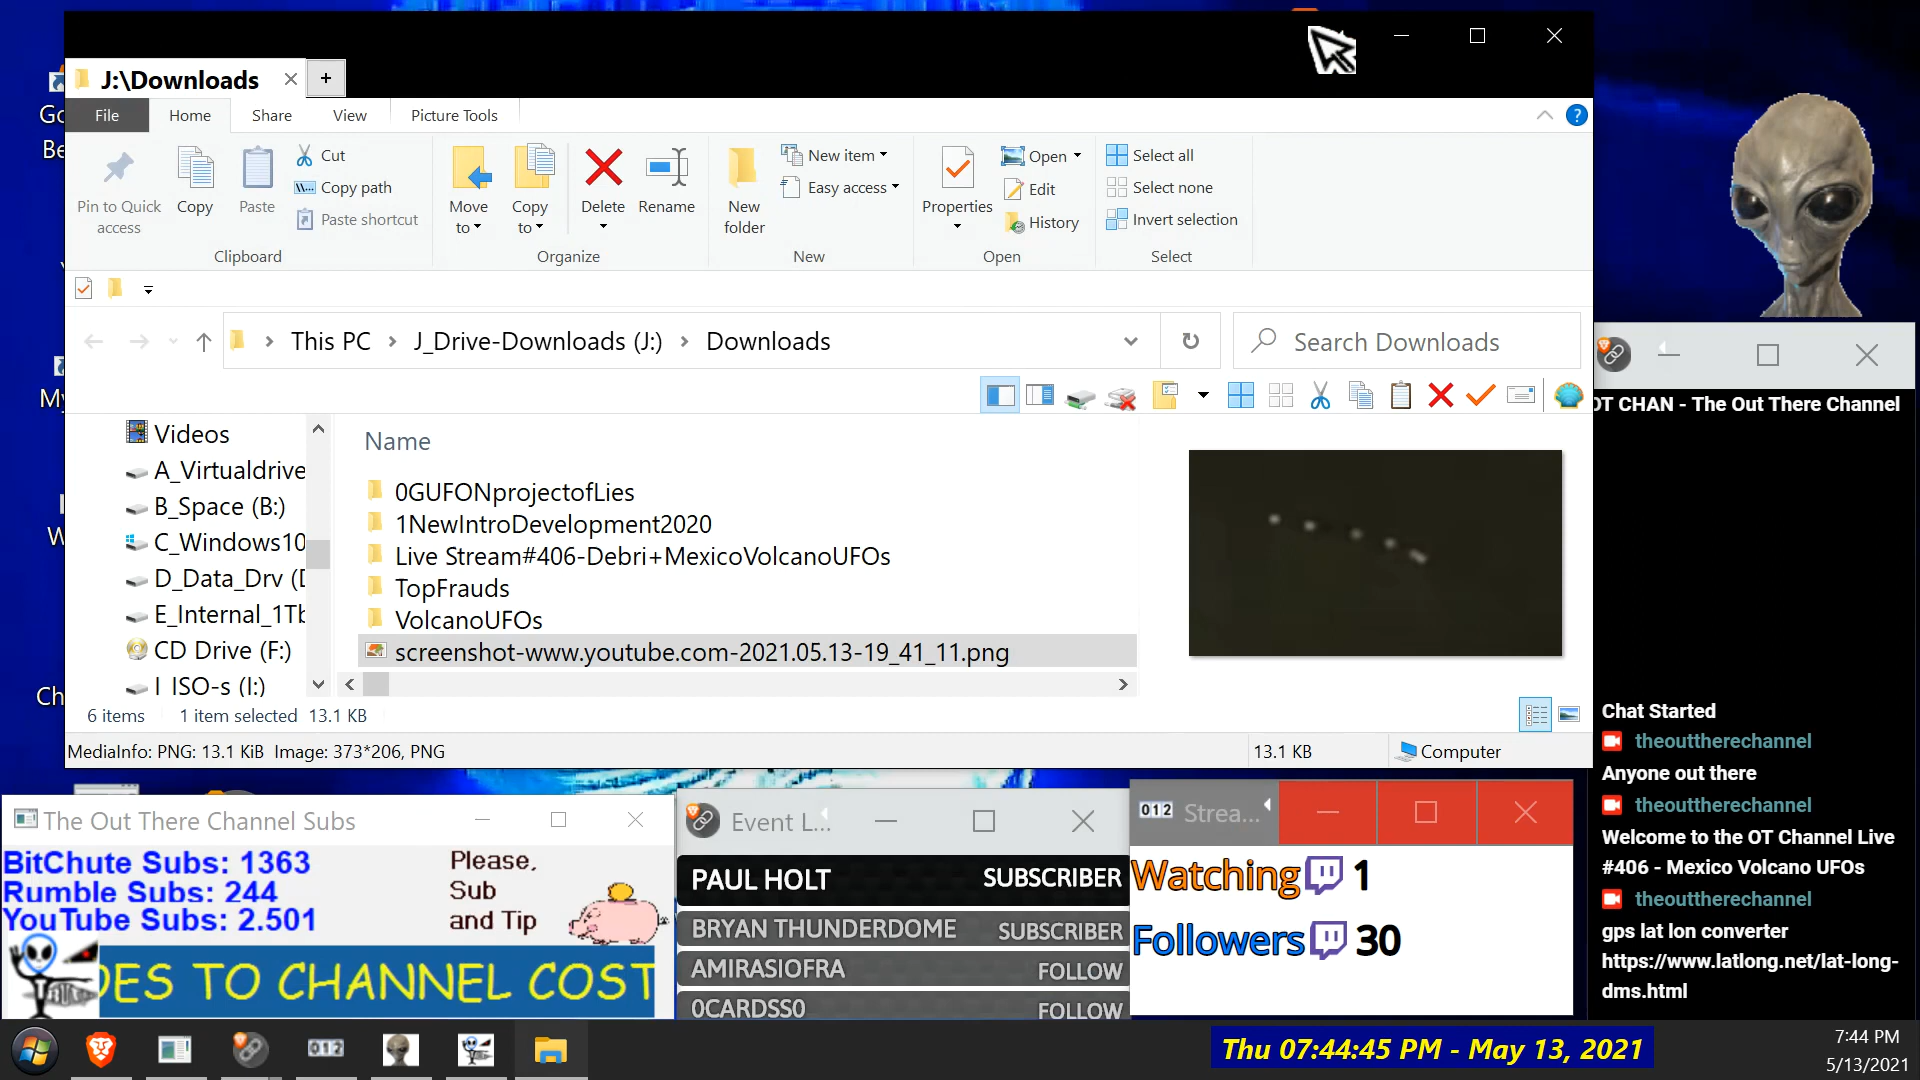 J:\Downloads
File Home Share View Picture Tools
Pin to Quick access
Copy
Paste
Cut
Copy path
Paste shortcut
Clipboard
Move to
Copy to
Delete
Rename
Organize
New folder
New item
Easy access
New
Properties
Open
Edit
History
Open
Select all
Select none
Invert selection
Select
This PC > J_Drive-Downloads (J:) > Downloads
Search Downloads
Videos
A_Virtualdrive
B_Space (B:)
C_Windows10
D_Data_Drv (D
E_Internal_1Tb
CD Drive (F:)
I_ISO-s (I:)
Name
0GUFONprojectofLies
1NewIntroDevelopment2020
Live Stream#406-Debri+MexicoVolcanoUFOs
TopFrauds
VolcanoUFOs
screenshot-www.youtube.com-2021.05.13-19_41_11.png
6 items 1 item selected 13.1 KB
MediaInfo: PNG: 13.1 KiB Image: 373*206, PNG
13.1 KB
Computer
Go
Be
My
W
Ch
OT CHAN - The Out There Channel
Chat Started
theouttherechannel
Anyone out there
theouttherechannel
Welcome to the OT Channel Live
#406 - Mexico Volcano UFOs
theouttherechannel
gps lat lon converter
https://www.latlong.net/lat-long-
dms.html
The Out There Channel Subs
BitChute Subs: 1363
Rumble Subs: 244
YouTube Subs: 2.501
Please,
Sub
and Tip
DES TO CHANNEL COST
Event L...
PAUL HOLT SUBSCRIBER
BRYAN THUNDERDOME SUBSCRIBER
AMIRASIOFRA FOLLOW
0CARDSS0 FOLLOW
012 Strea...
Watching 1
Followers 30
012
Thu 07:44:45 PM - May 13, 2021
7:44 PM
5/13/2021